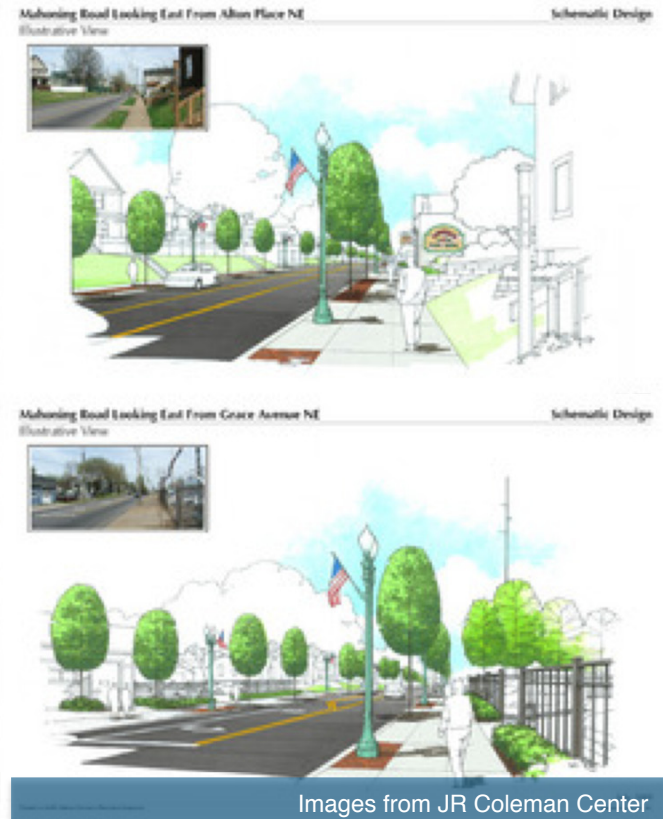 Mahoning Road Looking East From Alton Place NE
Schematic Design
Illustrative View
Mahoning Road Looking East From Grace Avenue NE
Schematic Design
Illustrative View
Images from JR Coleman Center